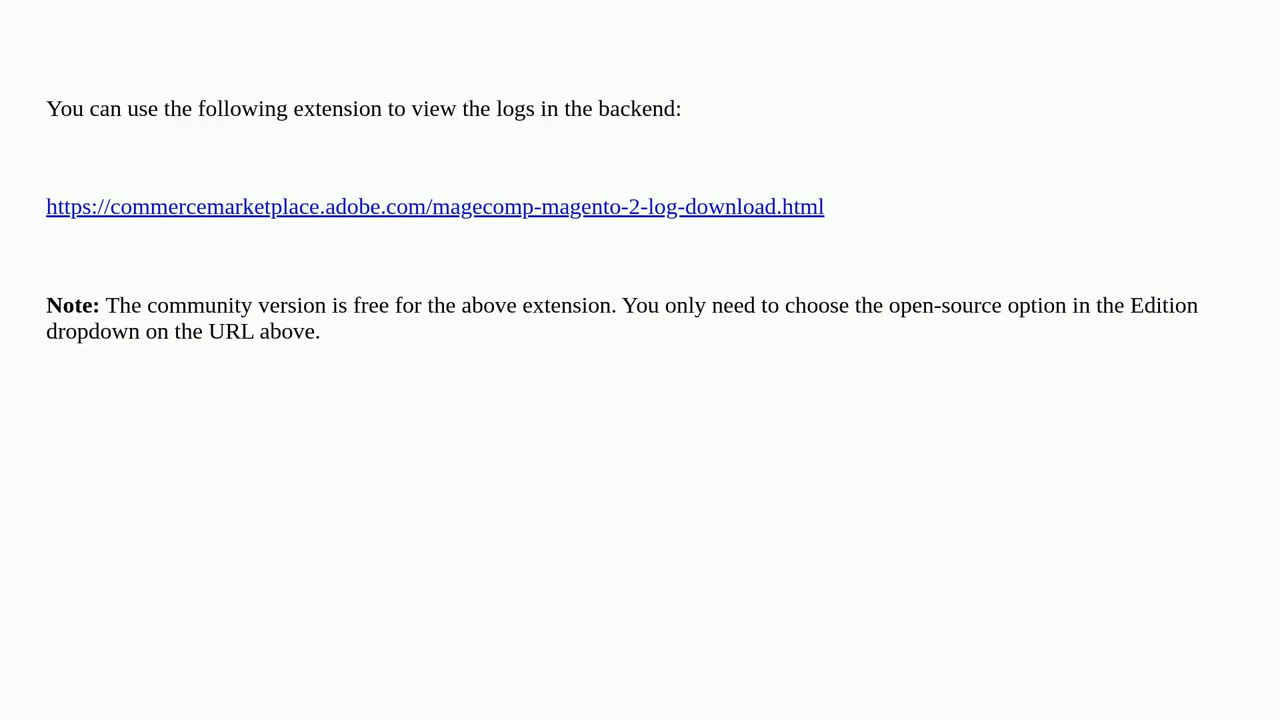 You can use the following extension to view the logs in the backend:
https://commercemarketplace.adobe.com/magecomp-magento-2-log-download.html
Note: The community version is free for the above extension. You only need to choose the open-source option in the Edition
dropdown on the URL above.